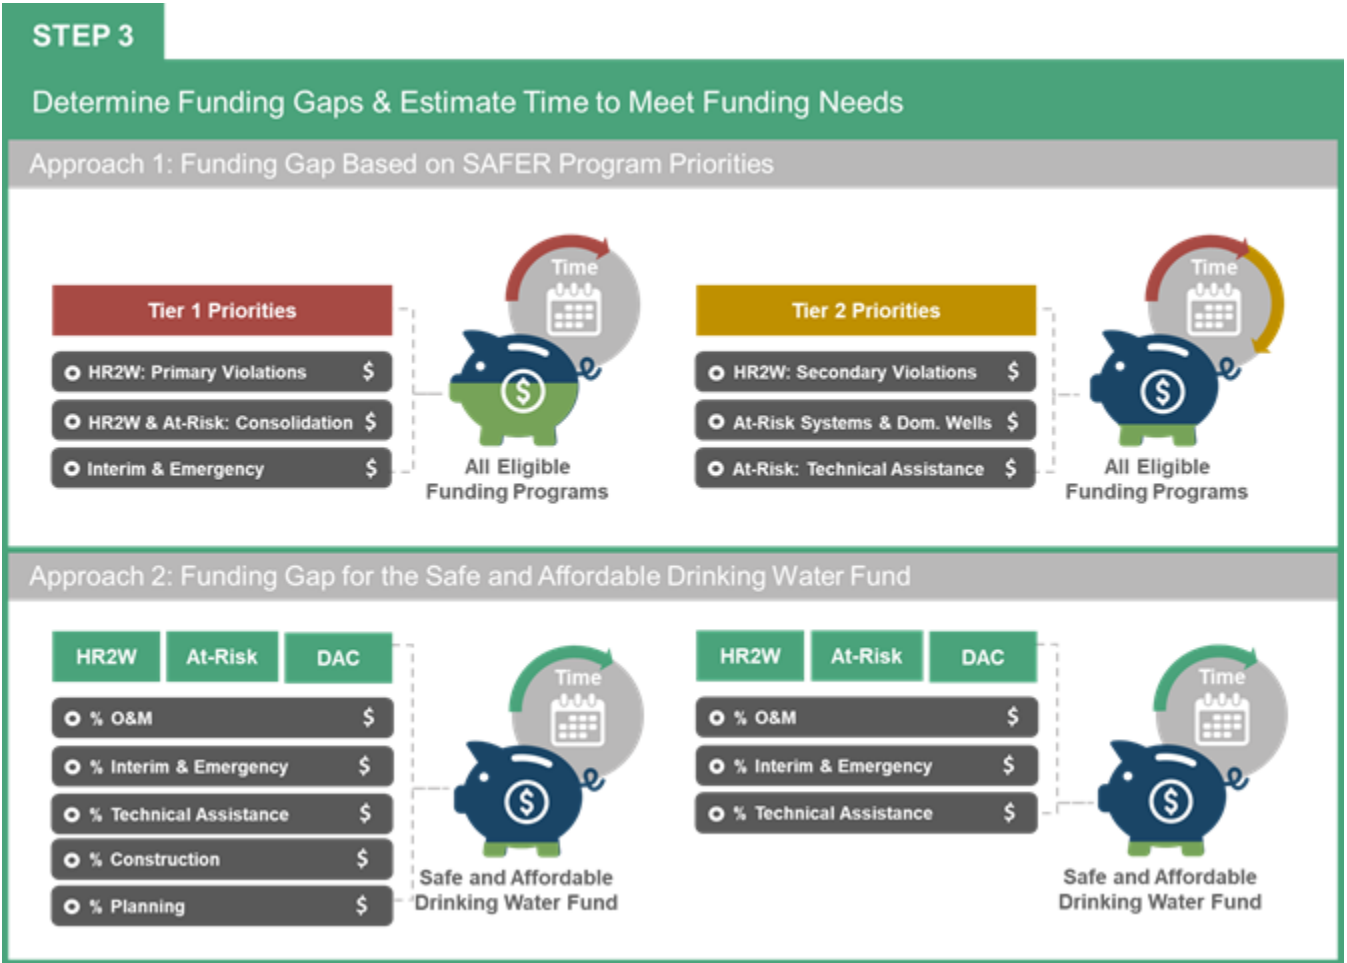 STEP 3
Determine Funding Gaps & Estimate Time to Meet Funding Needs
Approach 1: Funding Gap Based on SAFER Program Priorities
Tier 1 Priorities
HR2W: Primary Violations $
HR2W & At-Risk: Consolidation $
Interim & Emergency $
Time
$
All Eligible
Funding Programs
Tier 2 Priorities
HR2W: Secondary Violations $
At-Risk Systems & Dom. Wells $
At-Risk: Technical Assistance $
Time
$
All Eligible
Funding Programs
Approach 2: Funding Gap for the Safe and Affordable Drinking Water Fund
HR2W At-Risk DAC
% O&M $
% Interim & Emergency $
% Technical Assistance $
% Construction $
% Planning $
Time
$
Safe and Affordable
Drinking Water Fund
HR2W At-Risk DAC
% O&M $
% Interim & Emergency $
% Technical Assistance $
Time
$
Safe and Affordable
Drinking Water Fund